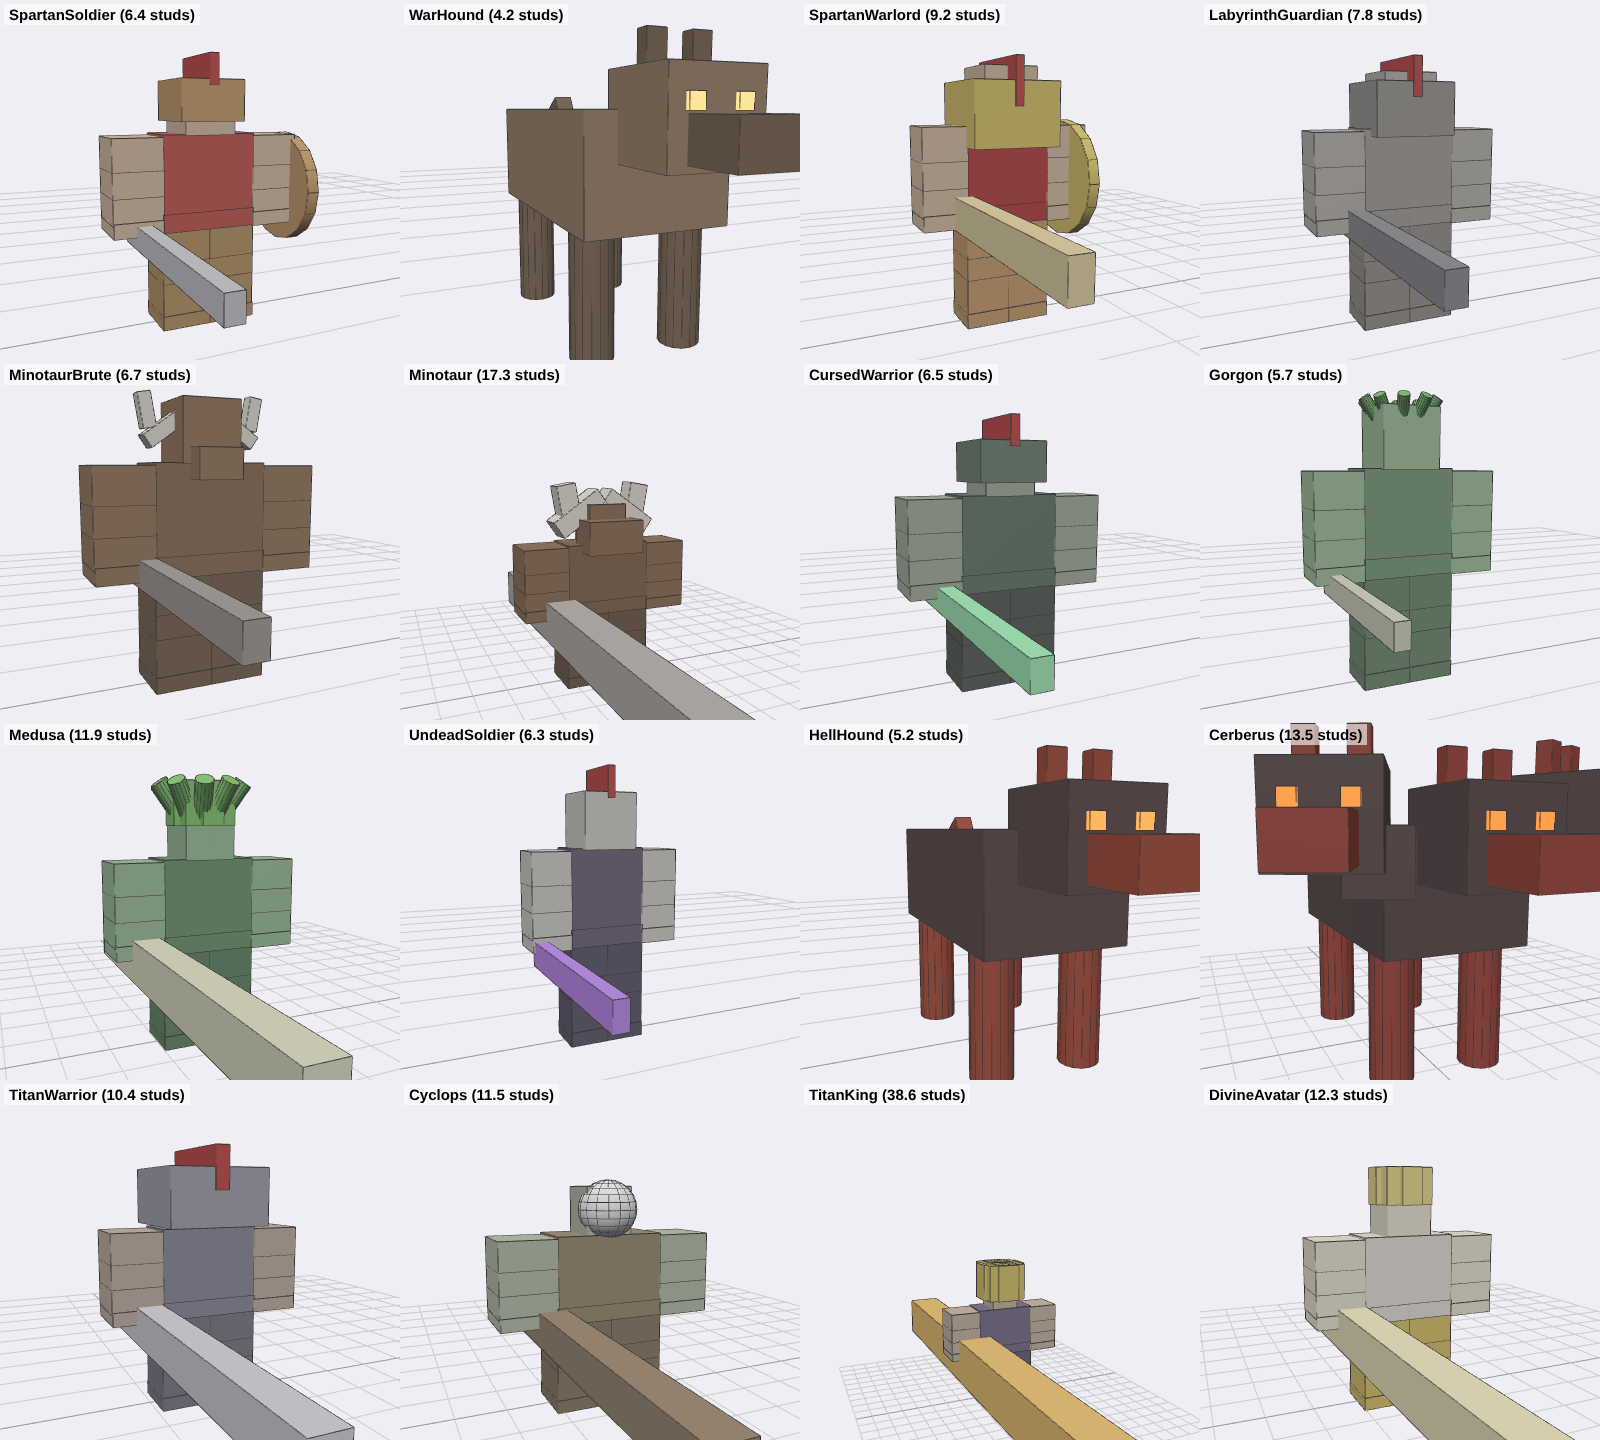 SpartanSoldier (6.4 studs)
WarHound (4.2 studs)
SpartanWarlord (9.2 studs)
LabyrinthGuardian (7.8 studs)
MinotaurBrute (6.7 studs)
Minotaur (17.3 studs)
CursedWarrior (6.5 studs)
Gorgon (5.7 studs)
Medusa (11.9 studs)
UndeadSoldier (6.3 studs)
HellHound (5.2 studs)
Cerberus (13.5 studs)
TitanWarrior (10.4 studs)
Cyclops (11.5 studs)
TitanKing (38.6 studs)
DivineAvatar (12.3 studs)